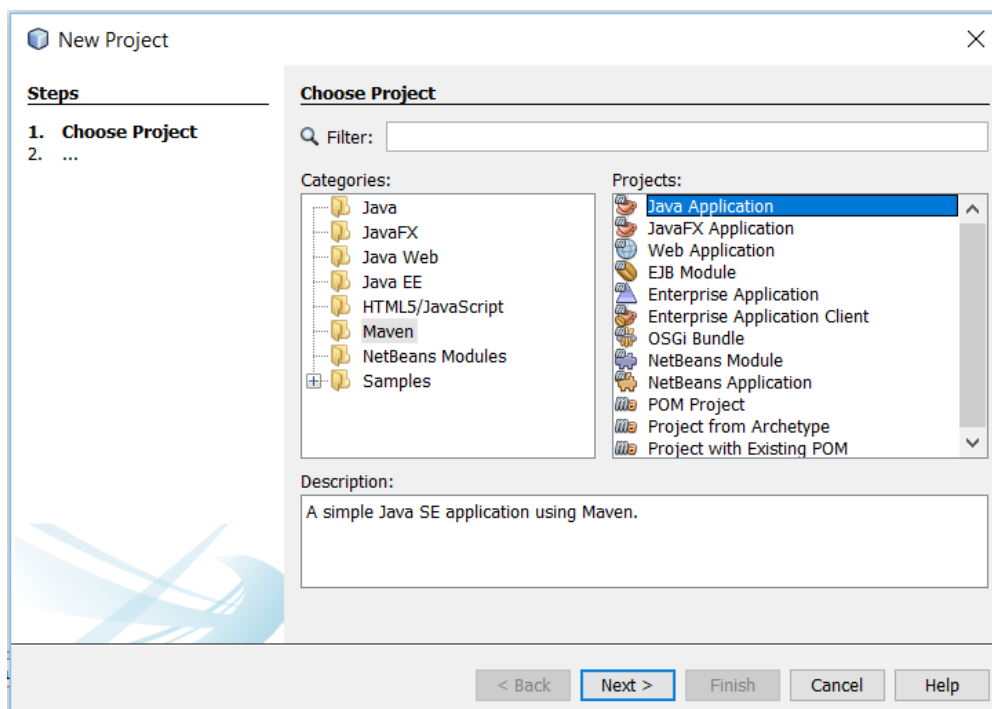 New Project
Steps
1. Choose Project
2. ...
Choose Project
Filter:
Categories:
Java
JavaFX
Java Web
Java EE
HTML5/JavaScript
Maven
NetBeans Modules
Samples
Projects:
Java Application
JavaFX Application
Web Application
EJB Module
Enterprise Application
Enterprise Application Client
OSGi Bundle
NetBeans Module
NetBeans Application
POM Project
Project from Archetype
Project with Existing POM
Description:
A simple Java SE application using Maven.
< Back
Next >
Finish
Cancel
Help